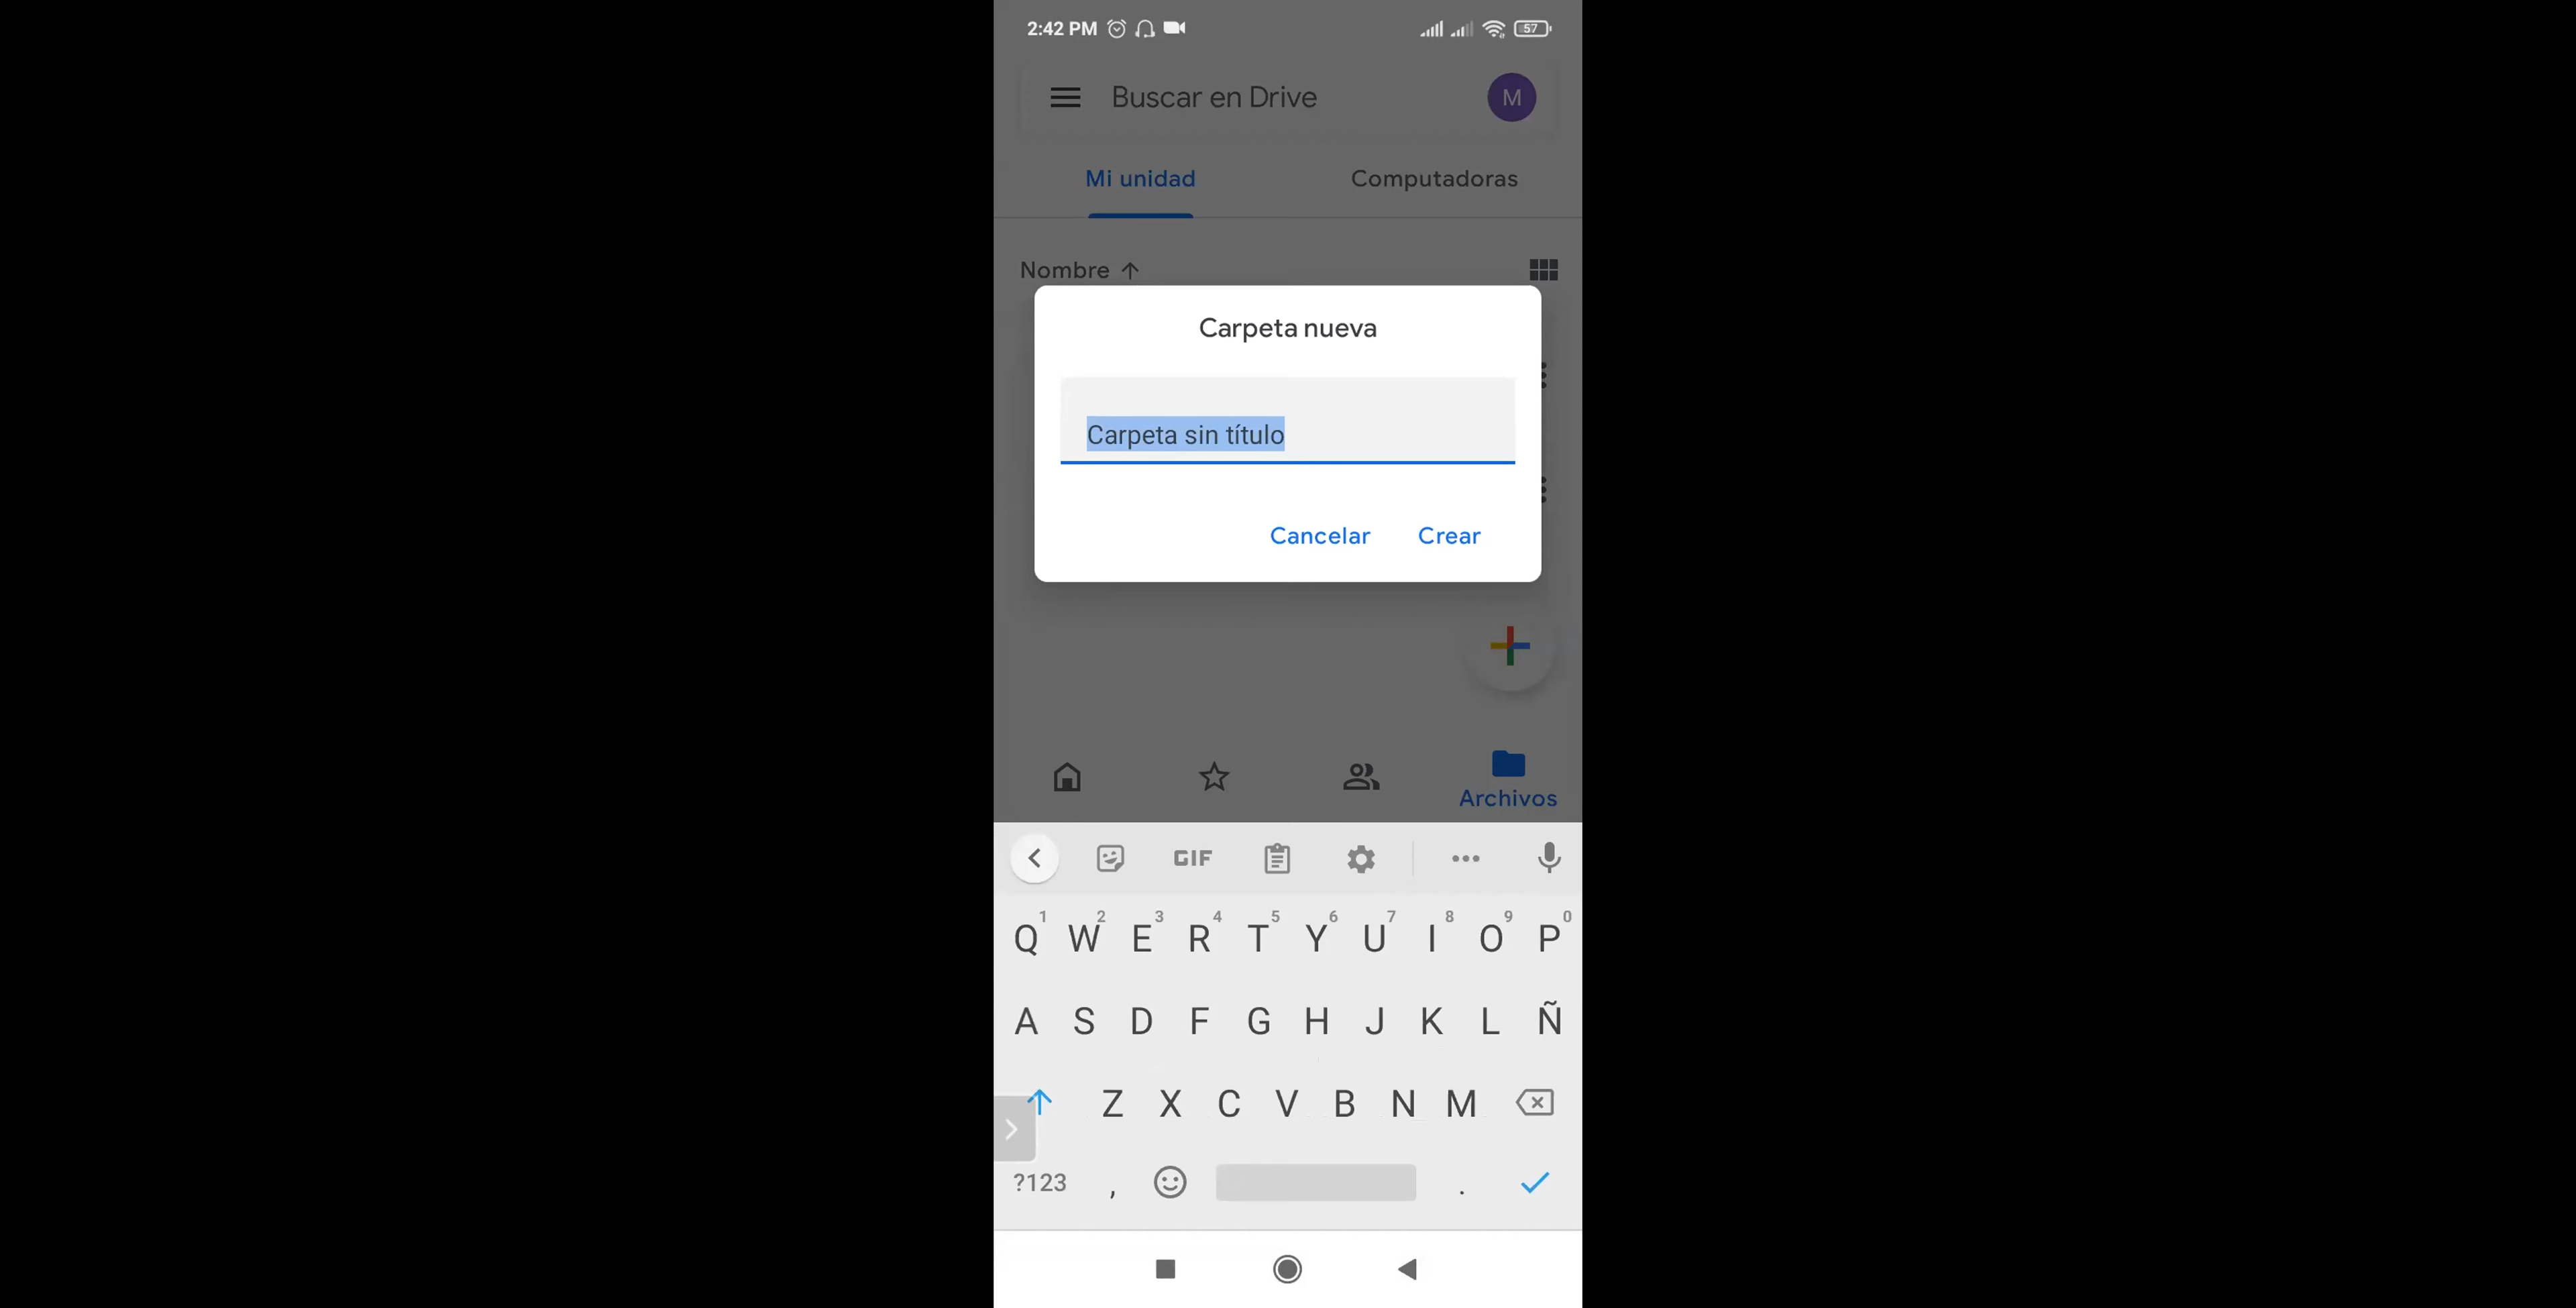 2:42 PM 57
Buscar en Drive M
Mi unidad Computadoras
Nombre
Carpeta nueva
Carpeta sin título
Cancelar Crear
Archivos
GIF
1 2 3 4 5 6 7 8 9 0
Q W E R T Y U I O P
A S D F G H J K L Ñ
Z X C V B N M
?123 , .